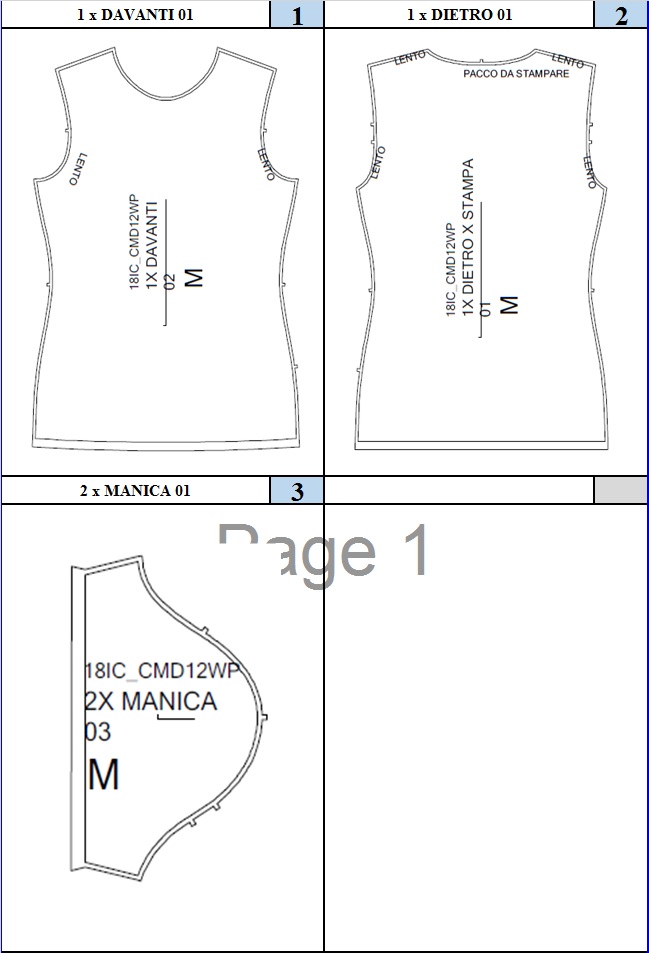 1 x DAVANTI 01
1
1 x DIETRO 01
2
LENTO
LENTO
18IC_CMD12WP
1X DAVANTI
02
M
LENTO
LENTO
PACCO DA STAMPARE
LENTO
LENTO
18IC_CMD12WP
1X DIETRO X STAMPA
01
M
2 x MANICA 01
3
Page 1
18IC_CMD12WP
2X MANICA
03
M